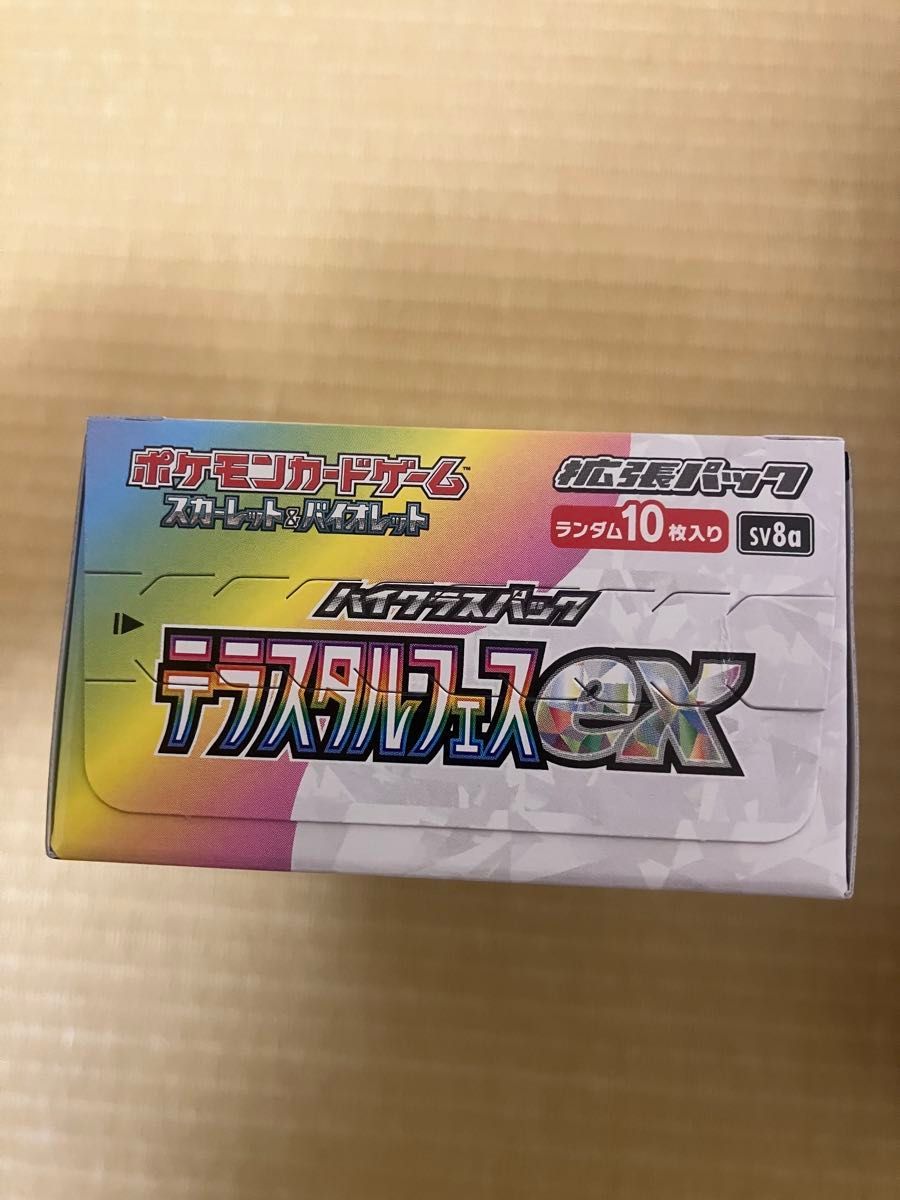 ポケモンカードゲーム™
スカーレット&バイオレット
拡張パック
ランダム10枚入り
SV8a
ハイクラスパック
テラスタルフェスex